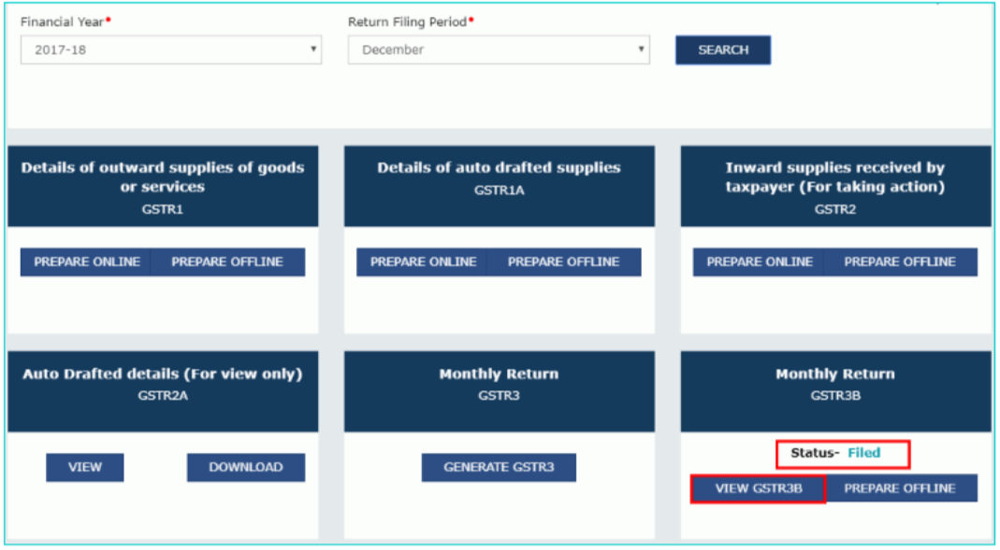 Financial Year•
Return Filing Period•
2017-18
December
SEARCH
Details of outward supplies of goods
or services
GSTR1
Details of auto drafted supplies
GSTR1A
Inward supplies received by
taxpayer (For taking action)
GSTR2
PREPARE ONLINE
PREPARE OFFLINE
PREPARE ONLINE
PREPARE OFFLINE
PREPARE ONLINE
PREPARE OFFLINE
Auto Drafted details (For view only)
GSTR2A
Monthly Return
GSTR3
Monthly Return
GSTR3B
VIEW
DOWNLOAD
GENERATE GSTR3
Status- Filed
VIEW GSTR3B
PREPARE OFFLINE